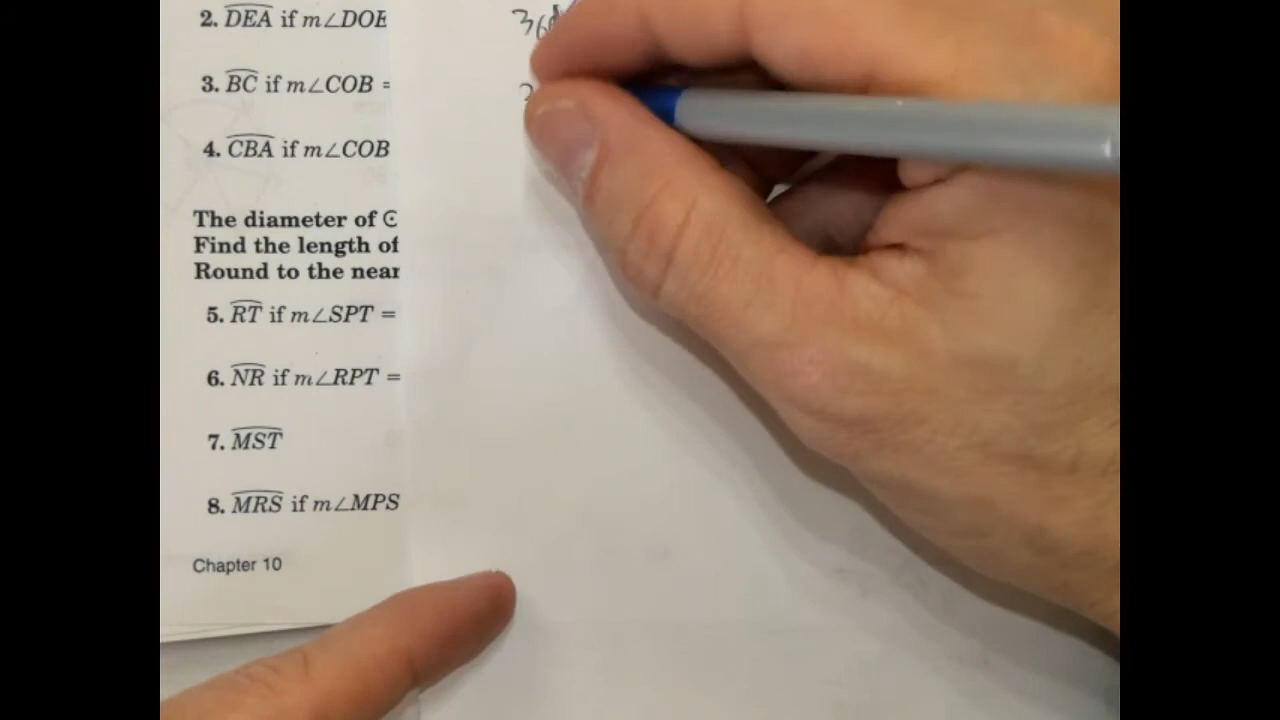 2. DEA if m∠DOE
3. BC if m∠COB =
4. CBA if m∠COB
The diameter of ⊙
Find the length of
Round to the near
5. RT if m∠SPT =
6. NR if m∠RPT =
7. MST
8. MRS if m∠MPS
Chapter 10
36